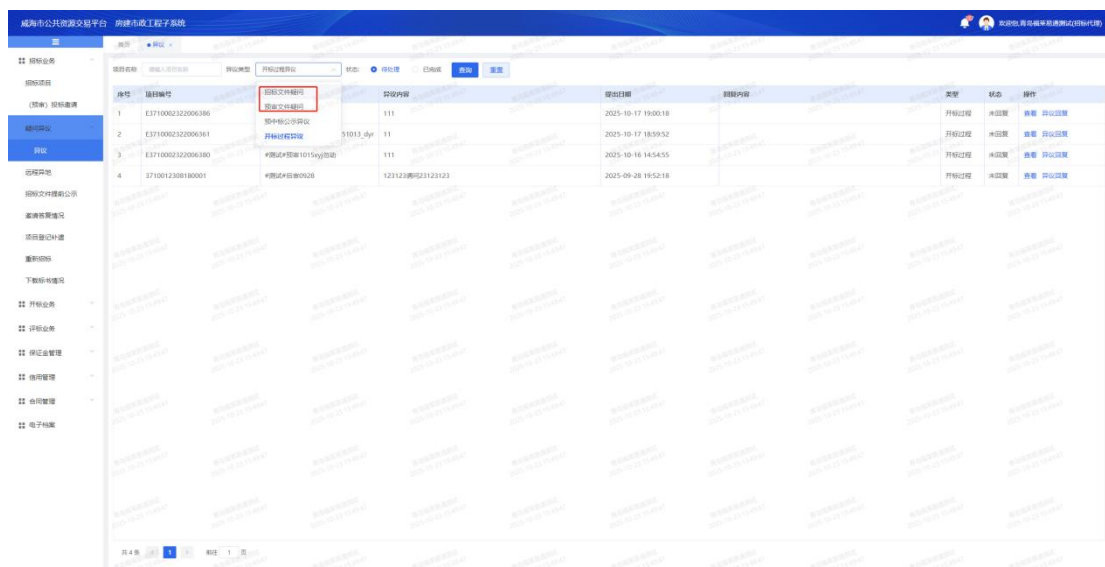 威海市公共资源交易平台 房建市政工程子系统
欢迎您,青岛福莱易通测试(招标代理)
首页 异议 ×
招标业务
招标项目
(预审) 投标邀请
疑问异议
异议
远程异地
招标文件提前公示
邀请答复情况
项目登记补遗
重新招标
下载标书情况
开标业务
评标业务
保证金管理
信用管理
合同管理
电子档案
项目名称 请输入项目名称 异议类型 开标过程异议 状态: 待处理 已完成 查询 重置
招标文件疑问
预审文件疑问
预中标公示异议
开标过程异议
序号 项目编号 异议内容 提出日期 回复内容 类型 状态 操作
1 E3710002322006386 111 2025-10-17 19:00:18 开标过程 未回复 查看 异议回复
2 E3710002322006361 51013_dyr 11 2025-10-17 18:59:52 开标过程 未回复 查看 异议回复
3 E3710002322006380 #测试#预审1015xyj启动 111 2025-10-16 14:54:55 开标过程 未回复 查看 异议回复
4 3710012308180001 #测试#后审0928 123123请问23123123 2025-09-28 19:52:18 开标过程 未回复 查看 异议回复
共 4 条 1 前往 1 页